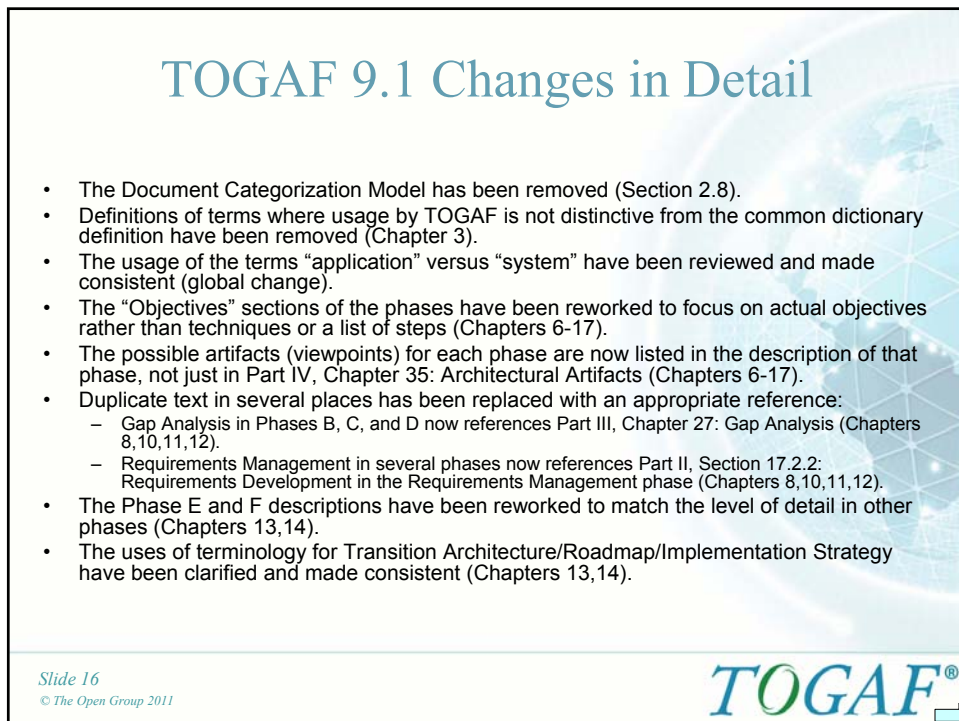 TOGAF 9.1 Changes in Detail
• The Document Categorization Model has been removed (Section 2.8).
• Definitions of terms where usage by TOGAF is not distinctive from the common dictionary
definition have been removed (Chapter 3).
• The usage of the terms “application” versus “system” have been reviewed and made
consistent (global change).
• The “Objectives” sections of the phases have been reworked to focus on actual objectives
rather than techniques or a list of steps (Chapters 6-17).
• The possible artifacts (viewpoints) for each phase are now listed in the description of that
phase, not just in Part IV, Chapter 35: Architectural Artifacts (Chapters 6-17).
• Duplicate text in several places has been replaced with an appropriate reference:
– Gap Analysis in Phases B, C, and D now references Part III, Chapter 27: Gap Analysis (Chapters
8,10,11,12).
– Requirements Management in several phases now references Part II, Section 17.2.2:
Requirements Development in the Requirements Management phase (Chapters 8,10,11,12).
• The Phase E and F descriptions have been reworked to match the level of detail in other
phases (Chapters 13,14).
• The uses of terminology for Transition Architecture/Roadmap/Implementation Strategy
have been clarified and made consistent (Chapters 13,14).
Slide 16
© The Open Group 2011
TOGAF®